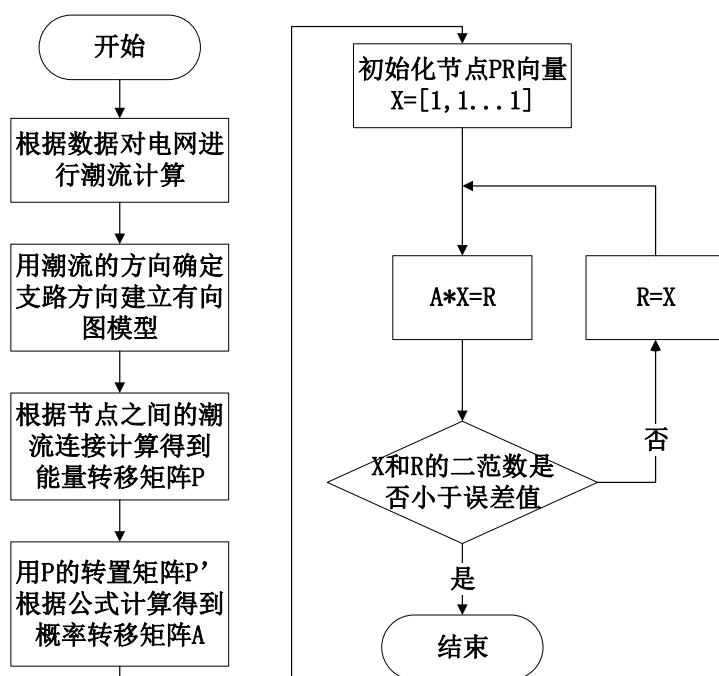 开始
根据数据对电网进
行潮流计算
用潮流的方向确定
支路方向建立有向
图模型
根据节点之间的潮
流连接计算得到
能量转移矩阵P
用P的转置矩阵P’
根据公式计算得到
概率转移矩阵A
初始化节点PR向量
X=[1,1...1]
A*X=R
R=X
X和R的二范数是
否小于误差值
否
是
结束